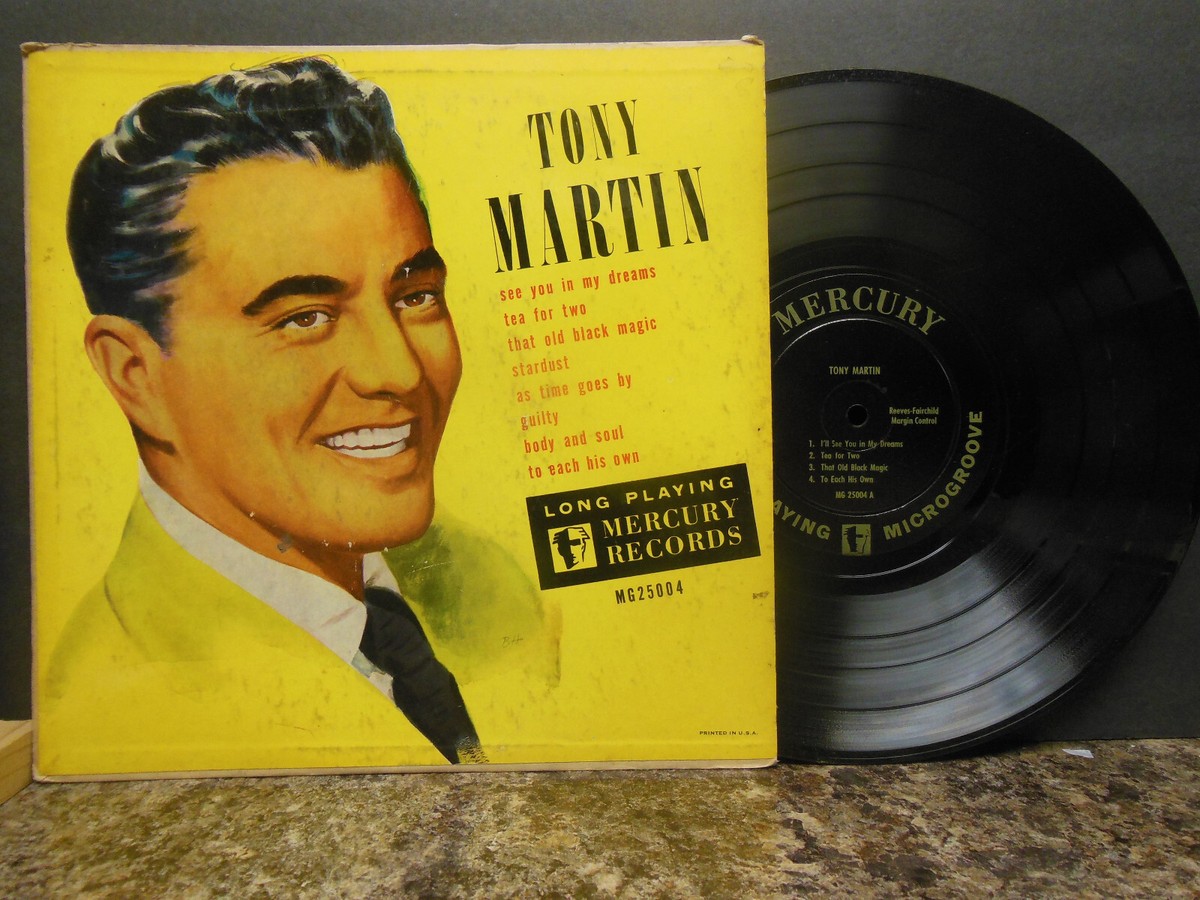 TONY
MARTIN
see you in my dreams
tea for two
that old black magic
stardust
as time goes by
guilty
body and soul
to each his own
LONG PLAYING
MERCURY
RECORDS
MG25004
PRINTED IN U.S.A.
MERCURY
TONY MARTIN
Reeves-Fairchild
Margin Control
1. I'll See You in My Dreams
2. Tea for Two
3. That Old Black Magic
4. To Each His Own
MG 25004 A
AYING MICROGROOVE